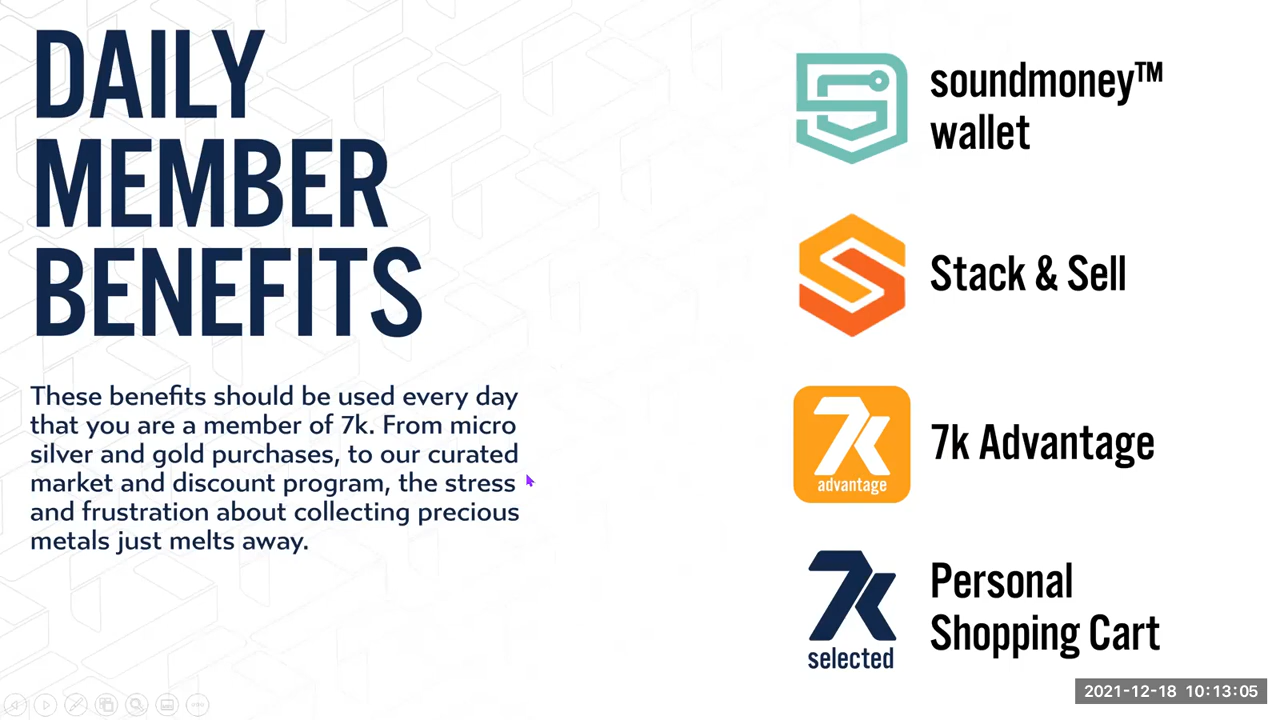 DAILY
MEMBER
BENEFITS
These benefits should be used every day
that you are a member of 7k. From micro
silver and gold purchases, to our curated
market and discount program, the stress
and frustration about collecting precious
metals just melts away.
soundmoney™
wallet
Stack & Sell
7k
advantage
7k Advantage
7k
selected
Personal
Shopping Cart
2021-12-18 10:13:05